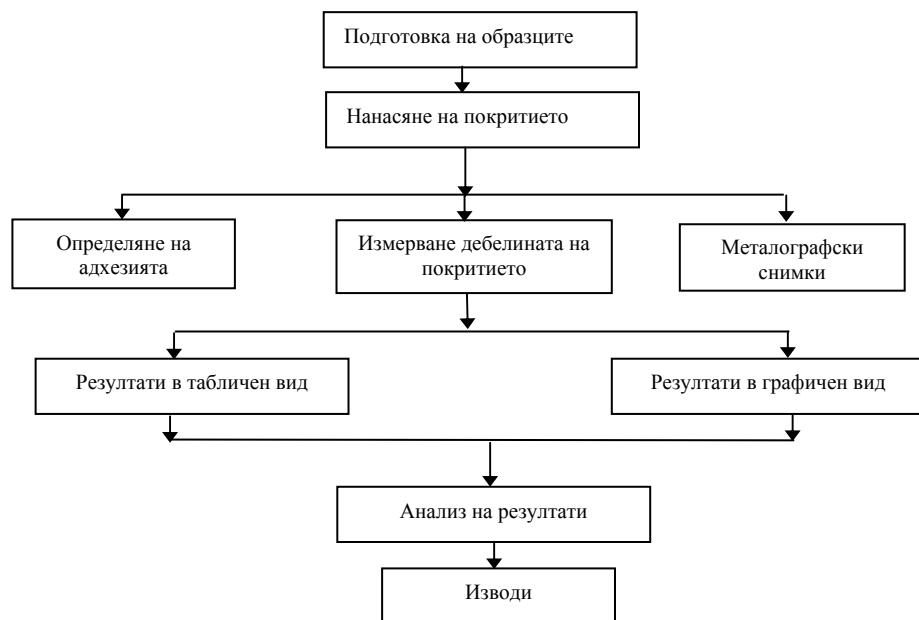 Подготовка на образците
Нанасяне на покритието
Определяне на
адхезията
Измерване дебелината на
покритието
Металографски
снимки
Резултати в табличен вид
Резултати в графичен вид
Анализ на резултати
Изводи